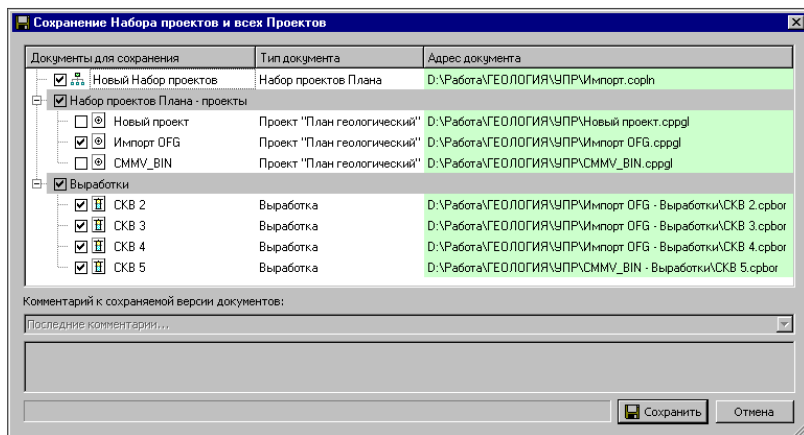 Сохранение Набора проектов и всех Проектов
Документы для сохранения Тип документа Адрес документа
Новый Набор проектов Набор проектов Плана D:\Работа\ГЕОЛОГИЯ\УПР\Импорт.copln
Набор проектов Плана - проекты
Новый проект Проект "План геологический" D:\Работа\ГЕОЛОГИЯ\УПР\Новый проект.cppgl
Импорт OFG Проект "План геологический" D:\Работа\ГЕОЛОГИЯ\УПР\Импорт OFG.cppgl
CMMV_BIN Проект "План геологический" D:\Работа\ГЕОЛОГИЯ\УПР\CMMV_BIN.cppgl
Выработки
СКВ 2 Выработка D:\Работа\ГЕОЛОГИЯ\УПР\Импорт OFG - Выработки\СКВ 2.cpbor
СКВ 3 Выработка D:\Работа\ГЕОЛОГИЯ\УПР\Импорт OFG - Выработки\СКВ 3.cpbor
СКВ 4 Выработка D:\Работа\ГЕОЛОГИЯ\УПР\Импорт OFG - Выработки\СКВ 4.cpbor
СКВ 5 Выработка D:\Работа\ГЕОЛОГИЯ\УПР\CMMV_BIN - Выработки\СКВ 5.cpbor
Комментарий к сохраняемой версии документов:
Последние комментарии...
Сохранить Отмена